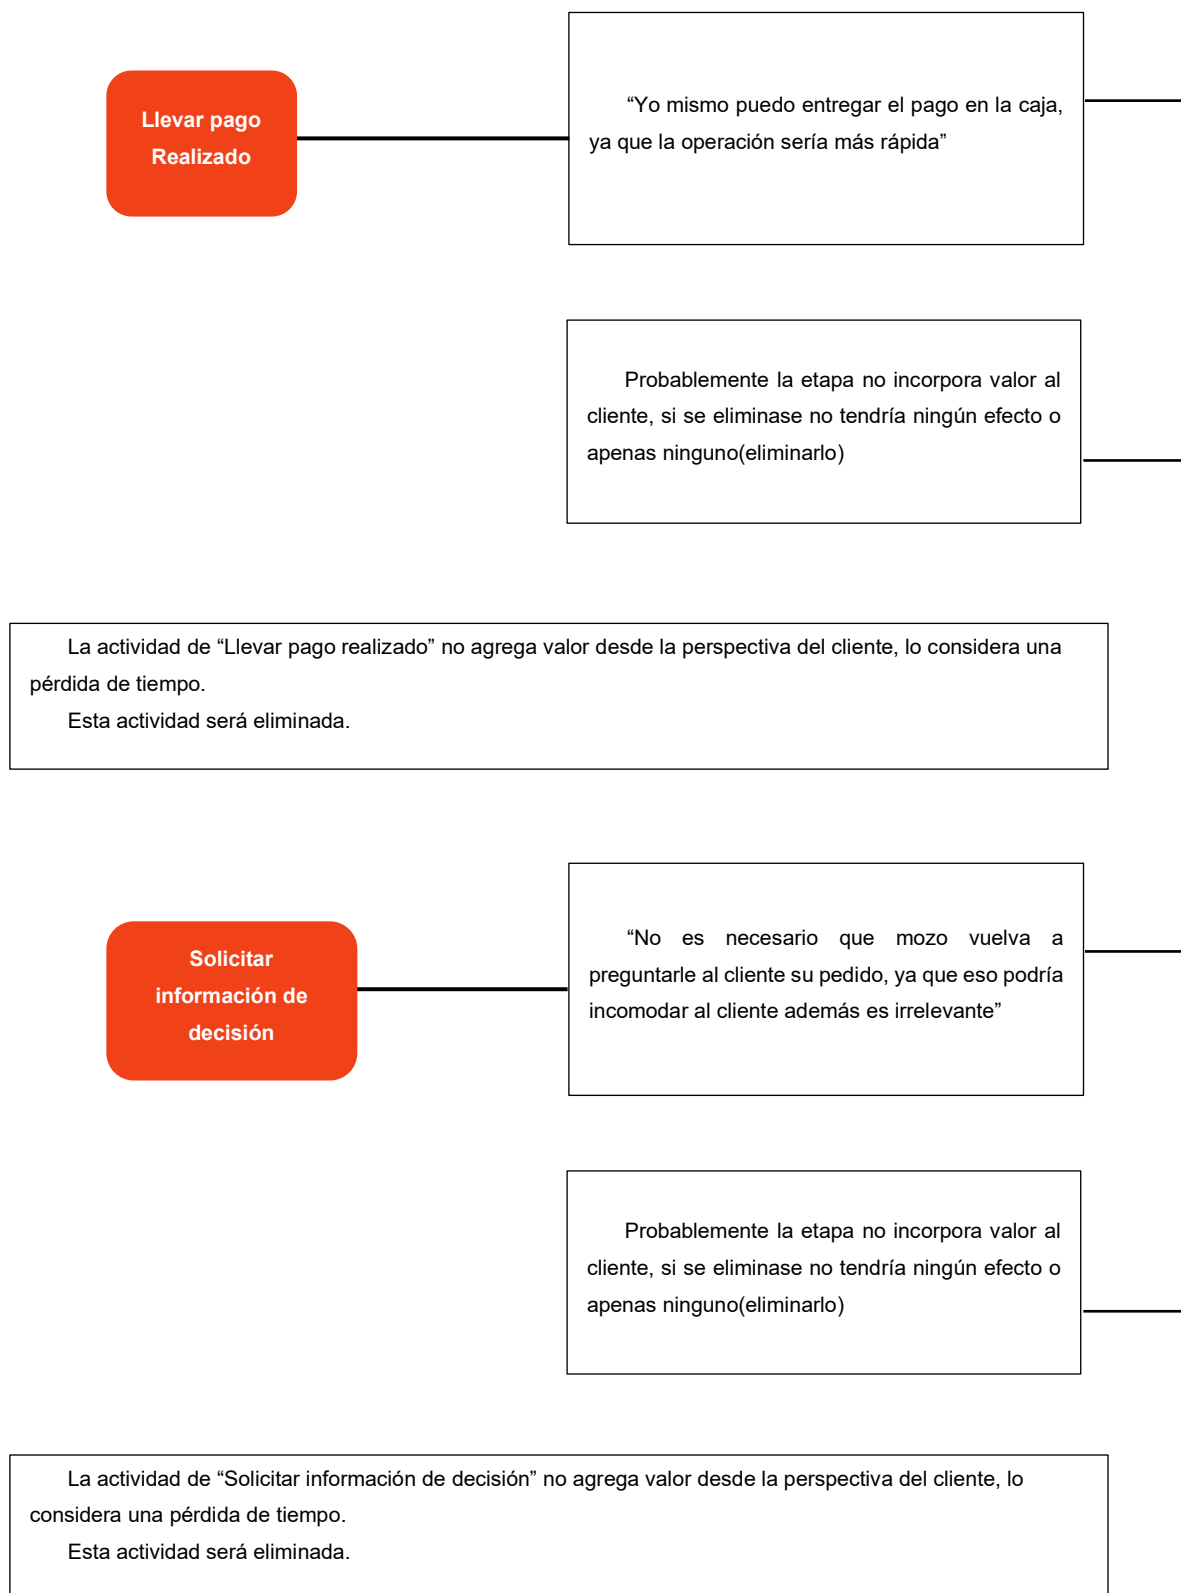 Llevar pago
Realizado
“Yo mismo puedo entregar el pago en la caja,
ya que la operación sería más rápida”
Probablemente la etapa no incorpora valor al
cliente, si se eliminase no tendría ningún efecto o
apenas ninguno(eliminarlo)
La actividad de “Llevar pago realizado” no agrega valor desde la perspectiva del cliente, lo considera una
pérdida de tiempo.
Esta actividad será eliminada.
Solicitar
información de
decisión
“No es necesario que mozo vuelva a
preguntarle al cliente su pedido, ya que eso podría
incomodar al cliente además es irrelevante”
Probablemente la etapa no incorpora valor al
cliente, si se eliminase no tendría ningún efecto o
apenas ninguno(eliminarlo)
La actividad de “Solicitar información de decisión” no agrega valor desde la perspectiva del cliente, lo
considera una pérdida de tiempo.
Esta actividad será eliminada.